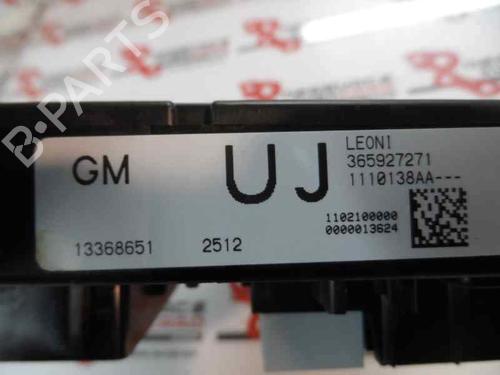 GM
UJ
LEONI
365927271
1110138AA---
1102100000
0000013624
13368651
2512
B-PARTS